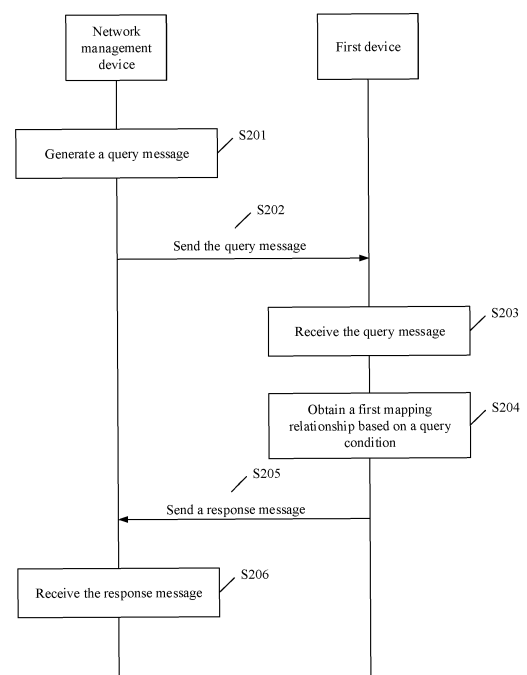 Network
management
device
First device
S201
Generate a query message
S202
Send the query message
S203
Receive the query message
S204
Obtain a first mapping
relationship based on a query
condition
S205
Send a response message
S206
Receive the response message